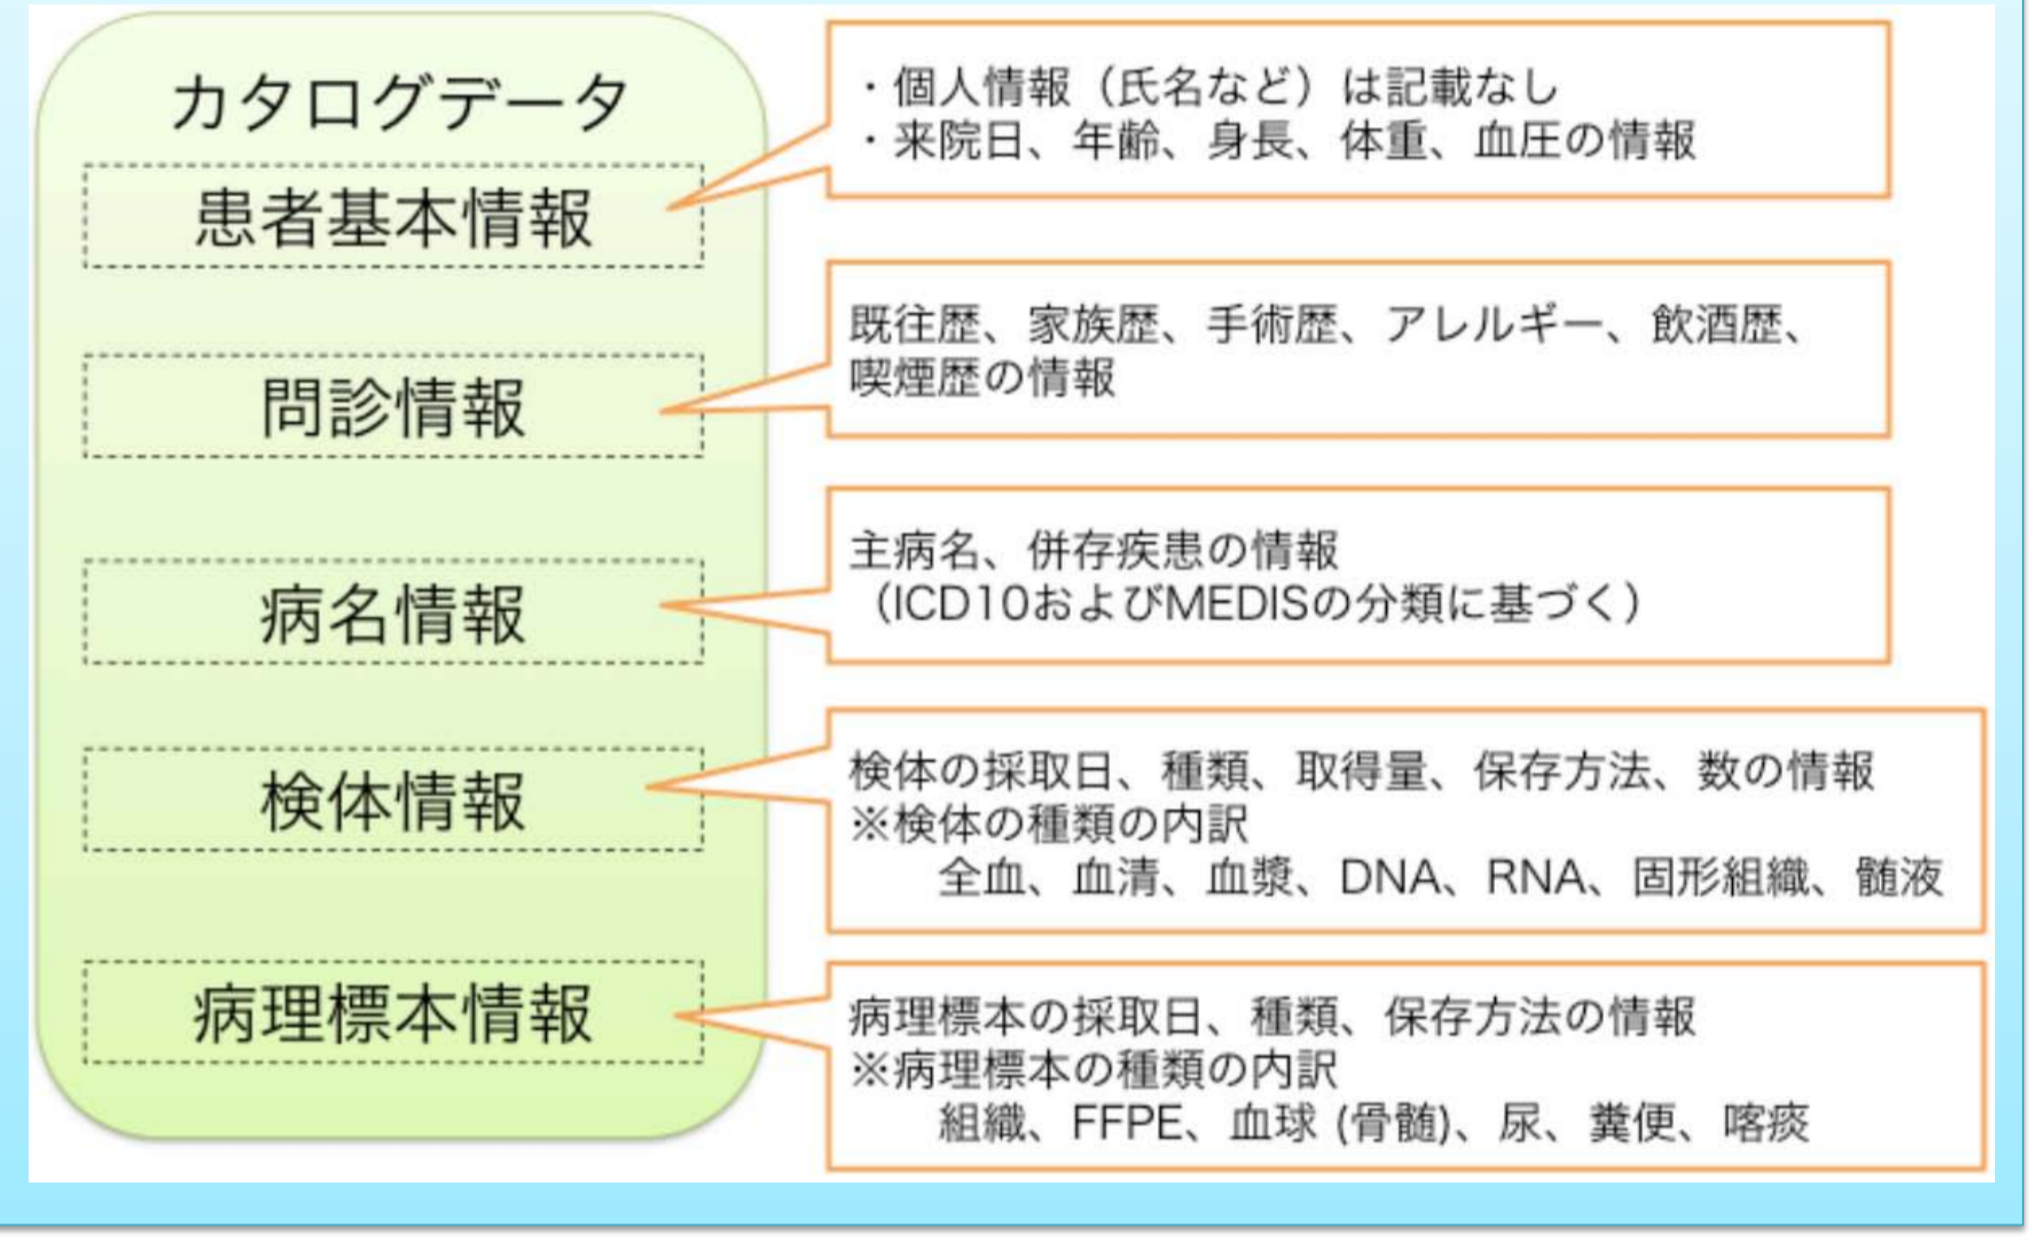 カタログデータ
患者基本情報
・個人情報（氏名など）は記載なし
・来院日、年齢、身長、体重、血圧の情報
問診情報
既往歴、家族歴、手術歴、アレルギー、飲酒歴、
喫煙歴の情報
病名情報
主病名、併存疾患の情報
（ICD10およびMEDISの分類に基づく）
検体情報
検体の採取日、種類、取得量、保存方法、数の情報
※検体の種類の内訳
全血、血清、血漿、DNA、RNA、固形組織、髄液
病理標本情報
病理標本の採取日、種類、保存方法の情報
※病理標本の種類の内訳
組織、FFPE、血球 (骨髄)、尿、糞便、喀痰